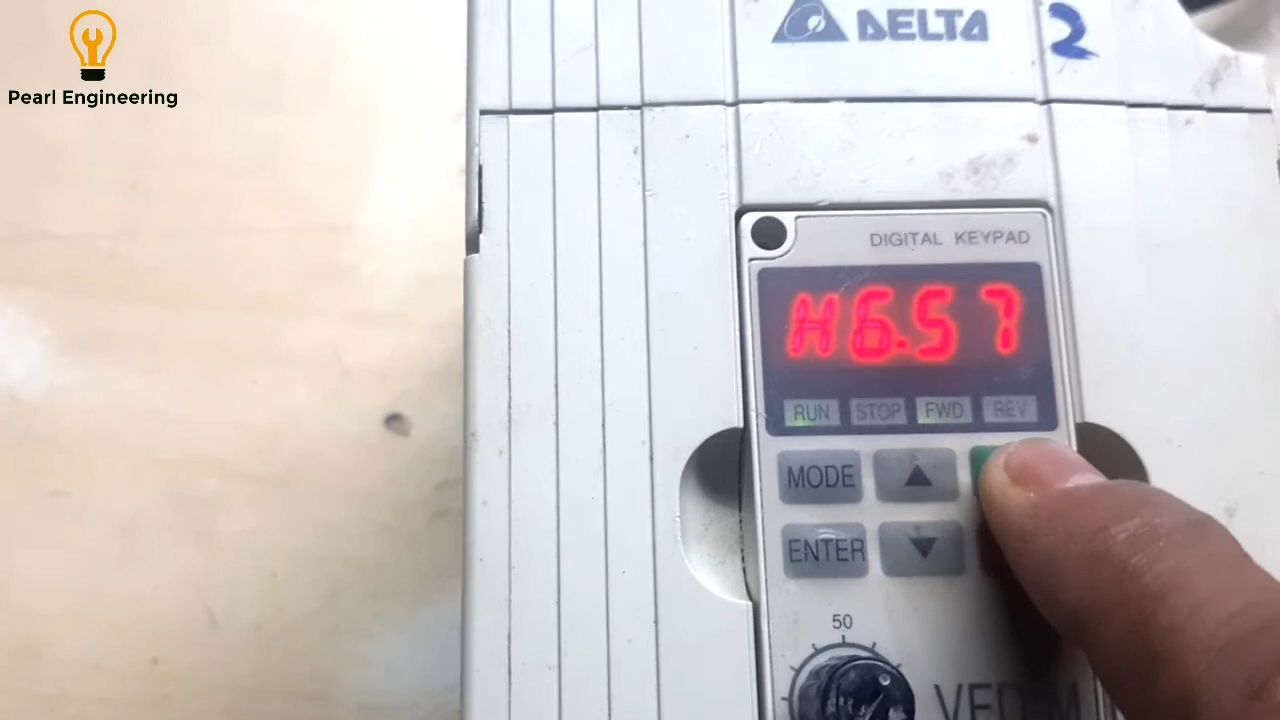 Pearl Engineering
DELTA
2
DIGITAL KEYPAD
H6.57
RUN STOP FWD REV
MODE
ENTER
50